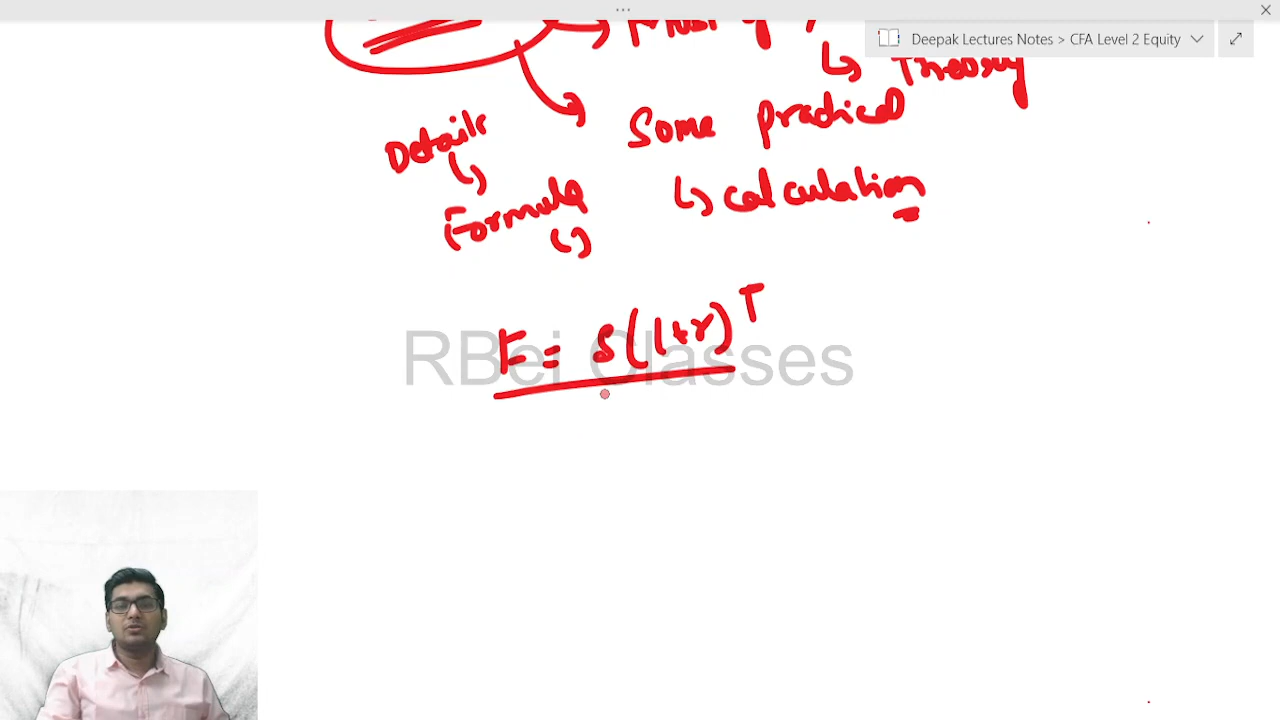 Deepak Lectures Notes > CFA Level 2 Equity
Theory
Some practical
Details
calculation
Formula
F = S(1+r)^T
RBei Classes